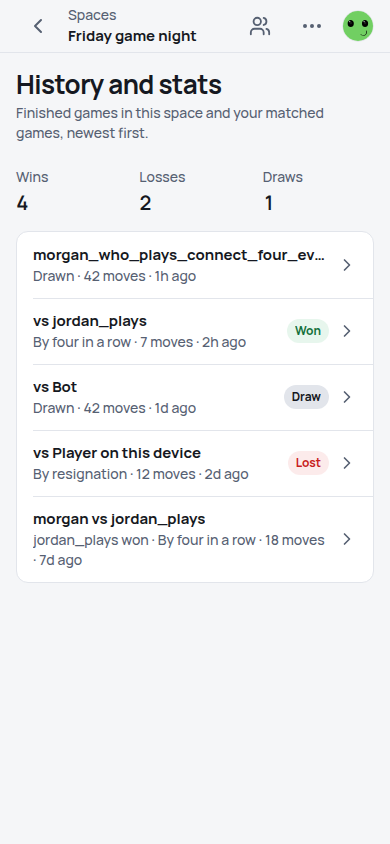 Spaces
Friday game night
History and stats
Finished games in this space and your matched
games, newest first.
Wins
Losses
Draws
4
2
1
morgan_who_plays_connect_four_ev...
Drawn · 42 moves · 1h ago
vs jordan_plays
By four in a row · 7 moves · 2h ago
Won
vs Bot
Drawn · 42 moves · 1d ago
Draw
vs Player on this device
By resignation · 12 moves · 2d ago
Lost
morgan vs jordan_plays
jordan_plays won · By four in a row · 18 moves
· 7d ago